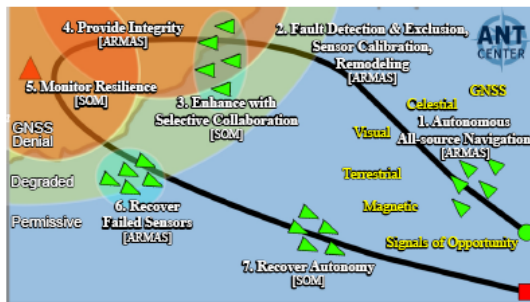 4. Provide Integrity
[ARMAS]
2. Fault Detection & Exclusion,
Sensor Calibration,
Remodeling
[ARMAS]
ANT
CENTER
5. Monitor Resilience
[SOM]
3. Enhance with
Selective Collaboration
[SOM]
GNSS
Celestial
Visual
1. Autonomous
All-source Navigation
[ARMAS]
GNSS
Denial
Terrestrial
Degraded
Magnetic
Permissive
6. Recover
Failed Sensors
[ARMAS]
Signals of Opportunity
7. Recover Autonomy
[SOM]